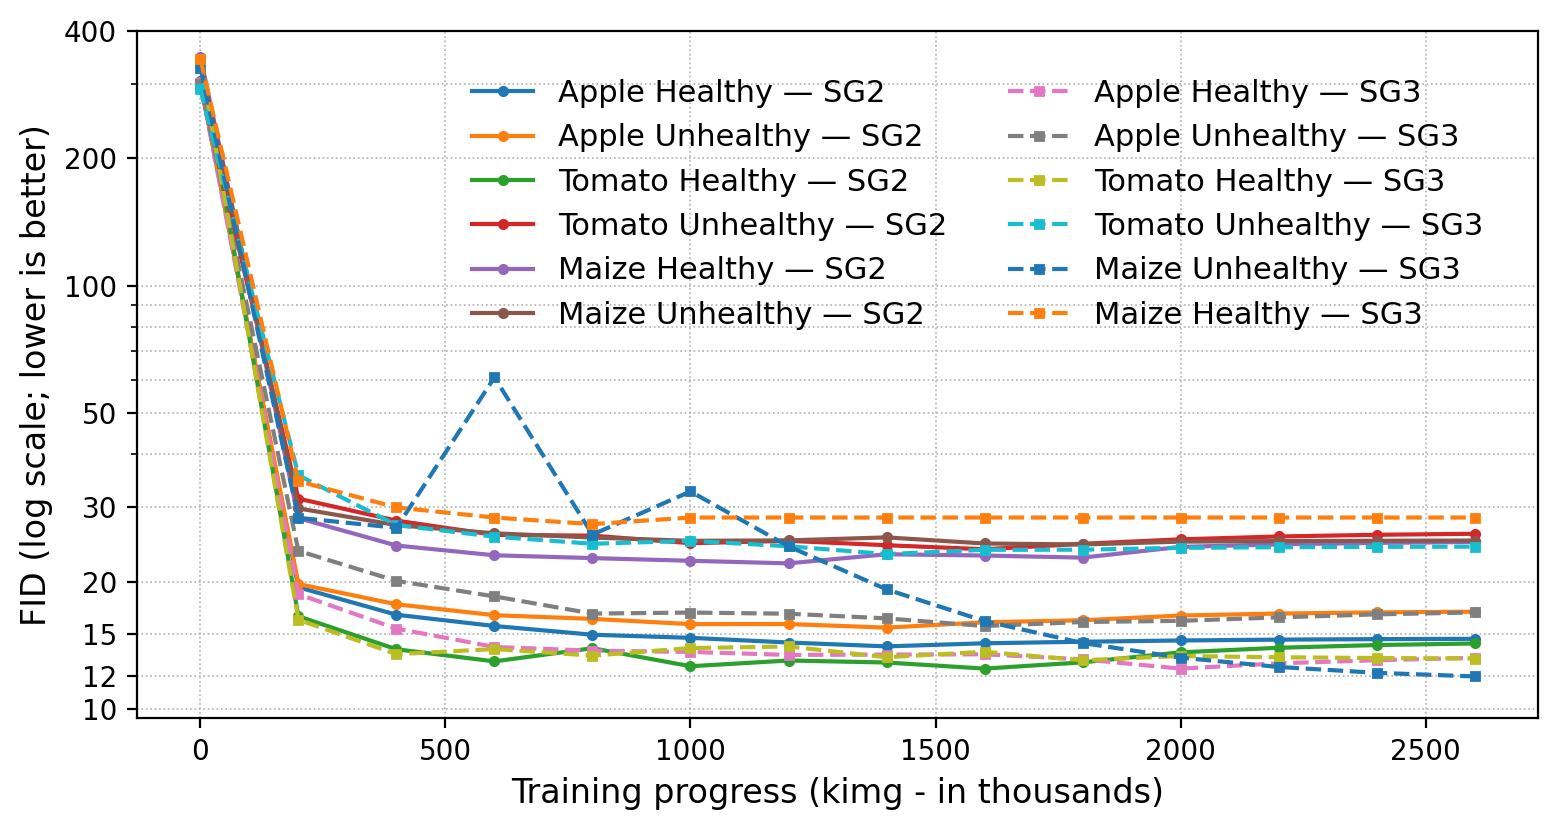 400
200
100
50
30
20
15
12
10
FID (log scale; lower is better)
Apple Healthy — SG2
Apple Unhealthy — SG2
Tomato Healthy — SG2
Tomato Unhealthy — SG2
Maize Healthy — SG2
Maize Unhealthy — SG2
Apple Healthy — SG3
Apple Unhealthy — SG3
Tomato Healthy — SG3
Tomato Unhealthy — SG3
Maize Unhealthy — SG3
Maize Healthy — SG3
0 500 1000 1500 2000 2500
Training progress (kimg - in thousands)